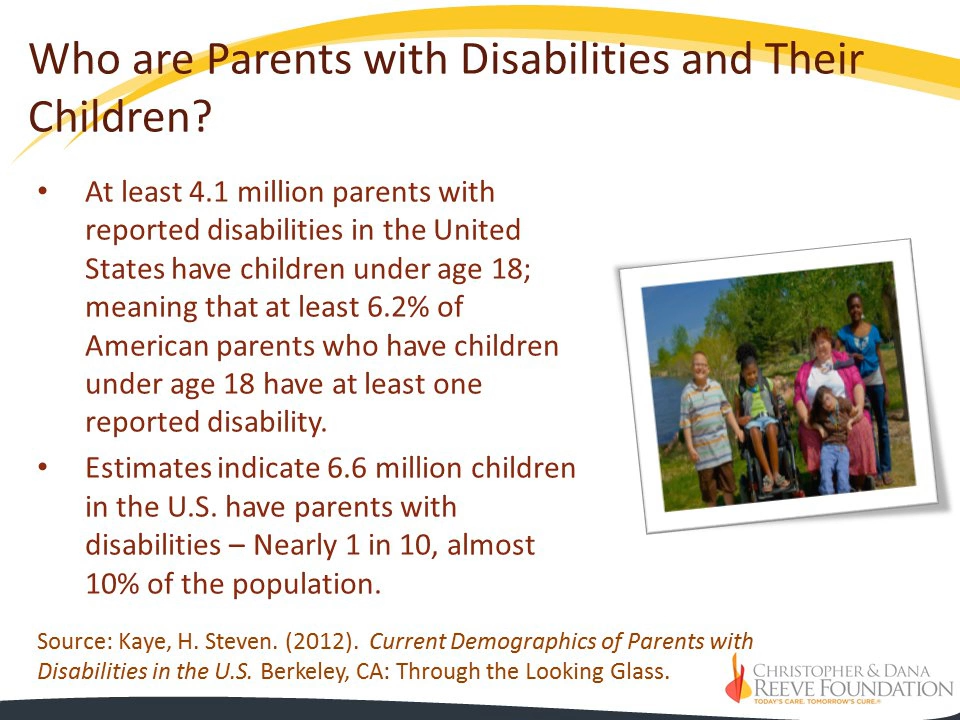 Who are Parents with Disabilities and Their
Children?
• At least 4.1 million parents with
reported disabilities in the United
States have children under age 18;
meaning that at least 6.2% of
American parents who have children
under age 18 have at least one
reported disability.
• Estimates indicate 6.6 million children
in the U.S. have parents with
disabilities – Nearly 1 in 10, almost
10% of the population.
Source: Kaye, H. Steven. (2012). Current Demographics of Parents with
Disabilities in the U.S. Berkeley, CA: Through the Looking Glass.
CHRISTOPHER & DANA
REEVE FOUNDATION
TODAY'S CARE. TOMORROW'S CURE.®